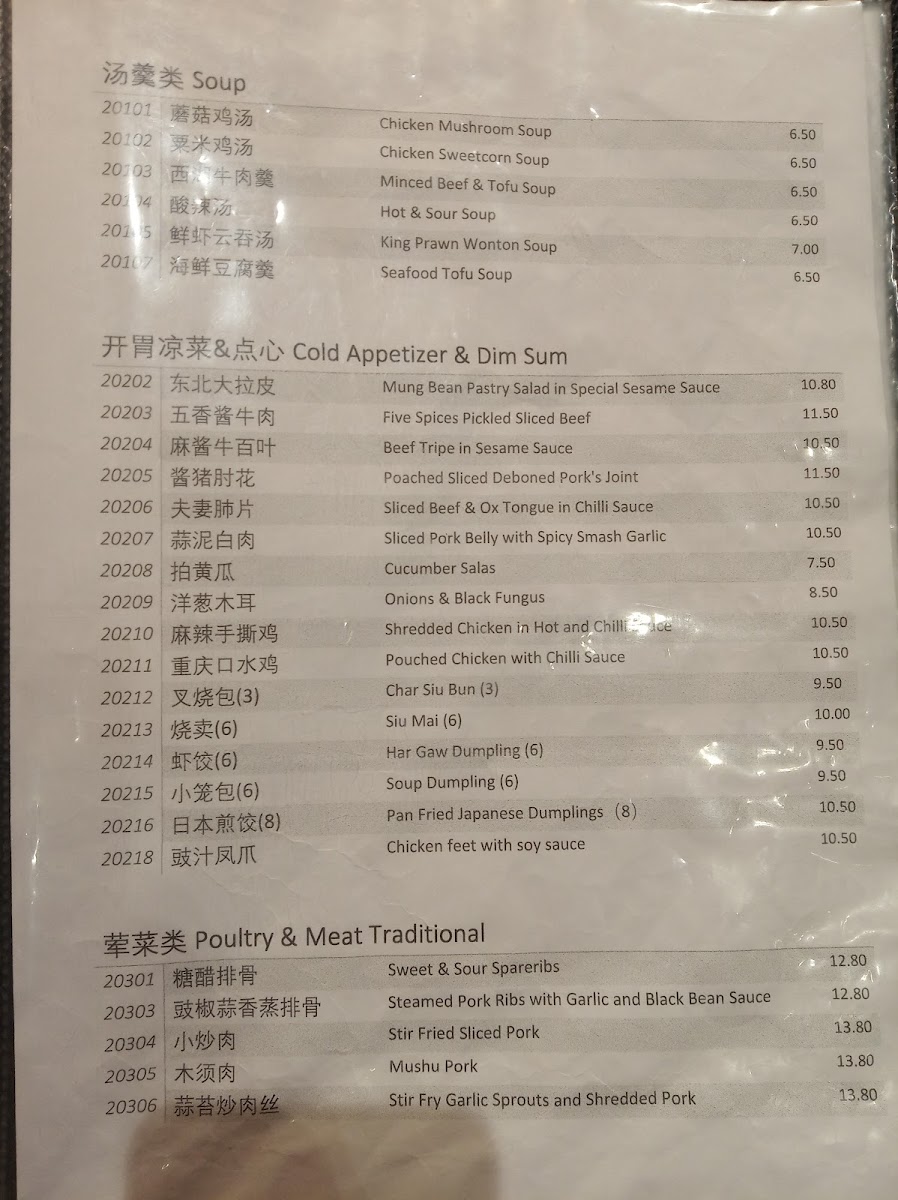 汤羹类 Soup
20101 蘑菇鸡汤 Chicken Mushroom Soup 6.50
20102 粟米鸡汤 Chicken Sweetcorn Soup 6.50
20103 西湖牛肉羹 Minced Beef & Tofu Soup 6.50
20104 酸辣汤 Hot & Sour Soup 6.50
20105 鲜虾云吞汤 King Prawn Wonton Soup 7.00
20107 海鲜豆腐羹 Seafood Tofu Soup 6.50
开胃凉菜&点心 Cold Appetizer & Dim Sum
20202 东北大拉皮 Mung Bean Pastry Salad in Special Sesame Sauce 10.80
20203 五香酱牛肉 Five Spices Pickled Sliced Beef 11.50
20204 麻酱牛百叶 Beef Tripe in Sesame Sauce 10.50
20205 酱猪肘花 Poached Sliced Deboned Pork's Joint 11.50
20206 夫妻肺片 Sliced Beef & Ox Tongue in Chilli Sauce 10.50
20207 蒜泥白肉 Sliced Pork Belly with Spicy Smash Garlic 10.50
20208 拍黄瓜 Cucumber Salas 7.50
20209 洋葱木耳 Onions & Black Fungus 8.50
20210 麻辣手撕鸡 Shredded Chicken in Hot and Chilli Sauce 10.50
20211 重庆口水鸡 Pouched Chicken with Chilli Sauce 10.50
20212 叉烧包(3) Char Siu Bun (3) 9.50
20213 烧卖(6) Siu Mai (6) 10.00
20214 虾饺(6) Har Gaw Dumpling (6) 9.50
20215 小笼包(6) Soup Dumpling (6) 9.50
20216 日本煎饺(8) Pan Fried Japanese Dumplings（8） 10.50
20218 豉汁凤爪 Chicken feet with soy sauce 10.50
荤菜类 Poultry & Meat Traditional
20301 糖醋排骨 Sweet & Sour Spareribs 12.80
20303 豉椒蒜香蒸排骨 Steamed Pork Ribs with Garlic and Black Bean Sauce 12.80
20304 小炒肉 Stir Fried Sliced Pork 13.80
20305 木须肉 Mushu Pork 13.80
20306 蒜苔炒肉丝 Stir Fry Garlic Sprouts and Shredded Pork 13.80